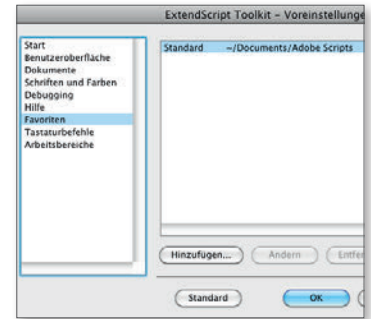 ExtendScript Toolkit – Voreinstellunge
Start
Benutzeroberfläche
Dokumente
Schriften und Farben
Debugging
Hilfe
Favoriten
Tastaturbefehle
Arbeitsbereiche
Standard ~/Documents/Adobe Scripts
Hinzufügen... Ändern Entfer
Standard OK